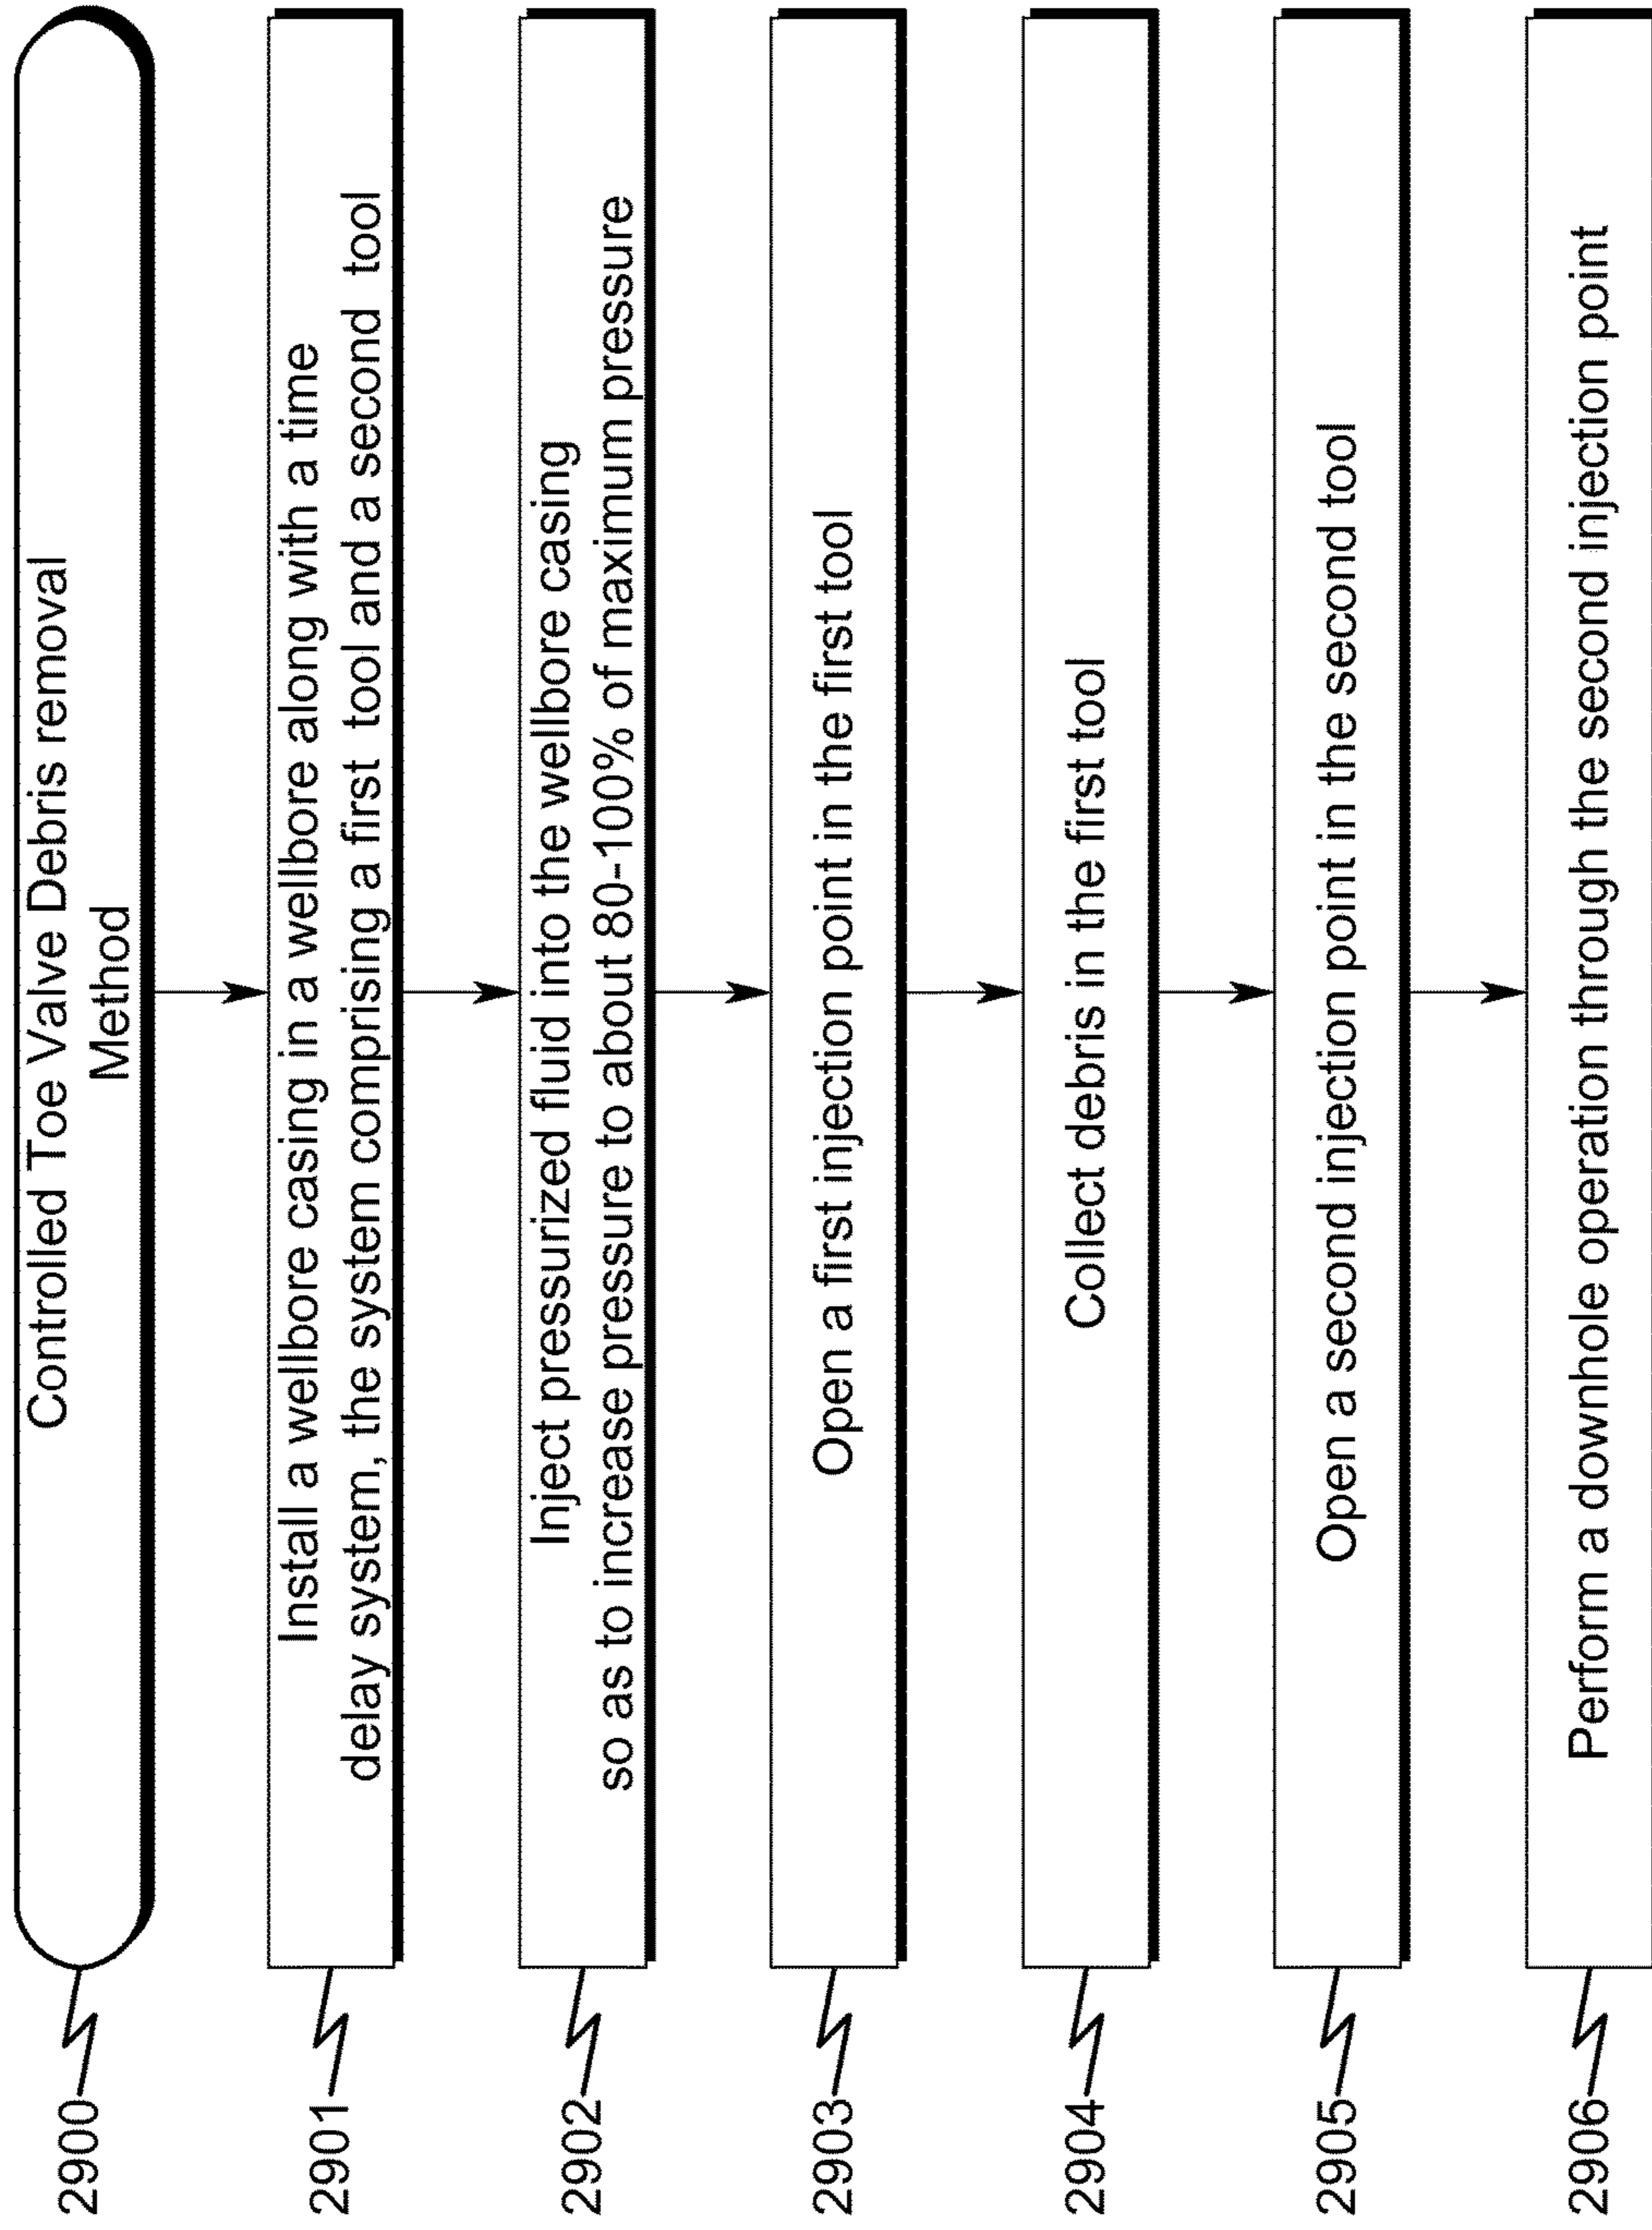 2900
Controlled Toe Valve Debris removal
Method
2901
Install a wellbore casing in a wellbore along with a time
delay system, the system comprising a first tool and a second tool
2902
Inject pressurized fluid into the wellbore casing
so as to increase pressure to about 80-100% of maximum pressure
2903
Open a first injection point in the first tool
2904
Collect debris in the first tool
2905
Open a second injection point in the second tool
2906
Perform a downhole operation through the second injection point